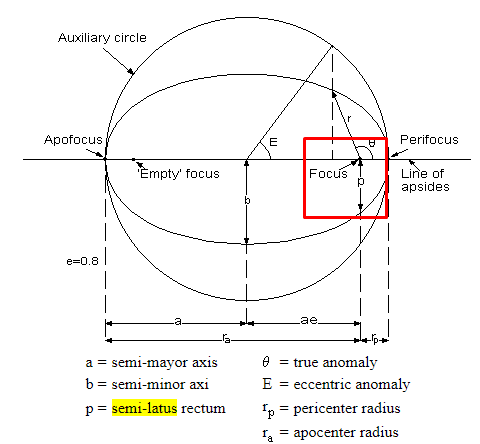 Auxiliary circle
r
θ
E
Apofocus
Perifocus
'Empty' focus
Focus
Line of
apsides
p
b
e=0.8
a
ae
ra
rp
a = semi-mayor axis
θ = true anomaly
b = semi-minor axi
E = eccentric anomaly
p = semi-latus rectum
rp = pericenter radius
ra = apocenter radius